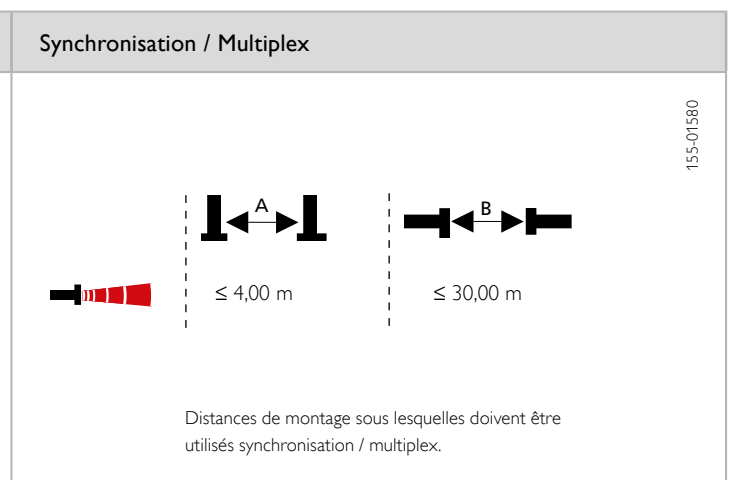 Synchronisation / Multiplex
155-01580
A
B
≤ 4,00 m
≤ 30,00 m
Distances de montage sous lesquelles doivent être
utilisés synchronisation / multiplex.